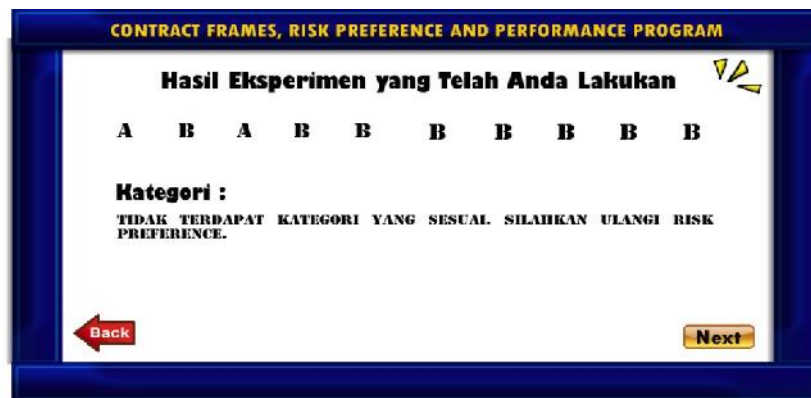 CONTRACT FRAMES, RISK PREFERENCE AND PERFORMANCE PROGRAM
Hasil Eksperimen yang Telah Anda Lakukan
A B A B B B B B B B
Kategori :
TIDAK TERDAPAT KATEGORI YANG SESUAI. SILAHKAN ULANGI RISK
PREFERENCE.
Back
Next